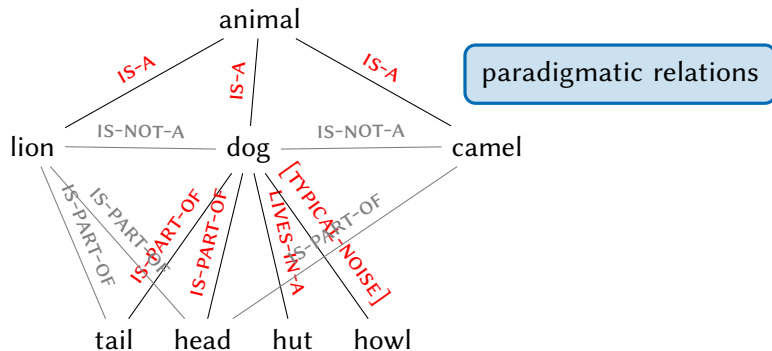 animal
paradigmatic relations
IS-A
IS-A
IS-A
lion
IS-NOT-A
dog
IS-NOT-A
camel
IS-PART-OF
IS-PART-OF
IS-PART-OF
IS-PART-OF
LIVES-IN-A
[TYPICAL-NOISE]
IS-PART-OF
tail
head
hut
howl